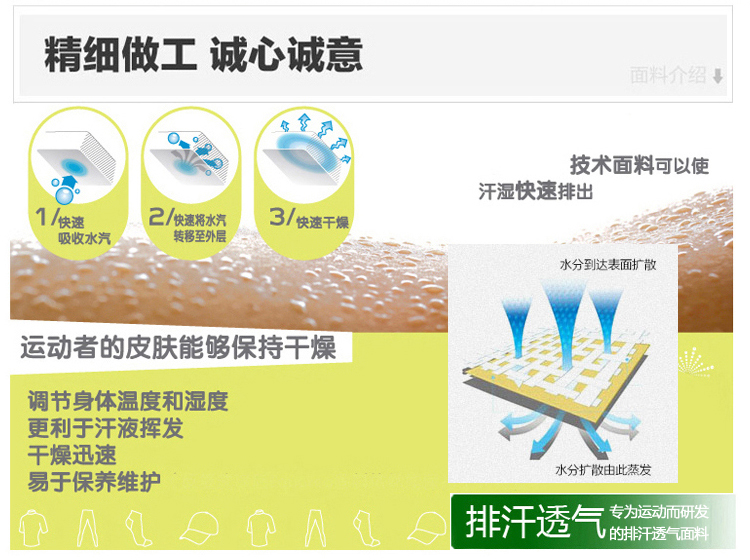 精细做工 诚心诚意
面料介绍
1/快速
吸收水汽
2/快速将水汽
转移至外层
3/快速干燥
技术面料可以使
汗湿快速排出
水分到达表面扩散
运动者的皮肤能够保持干燥
调节身体温度和湿度
更利于汗液挥发
干燥迅速
易于保养维护
水分扩散由此蒸发
排汗透气
专为运动而研发
的排汗透气面料